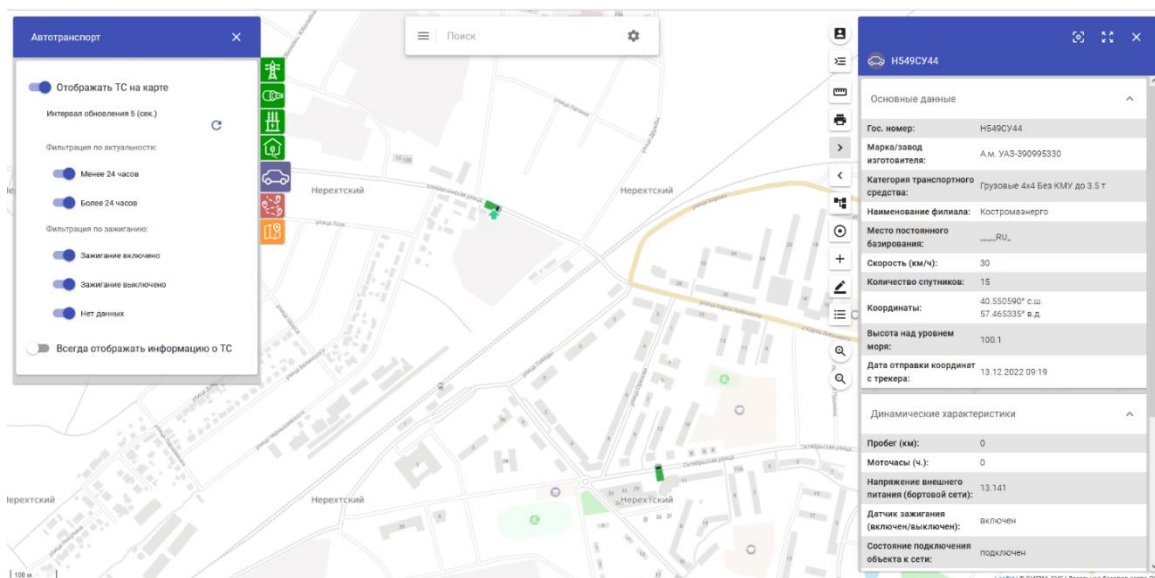 Автотранспорт
Отображать ТС на карте
Интервал обновления 5 (сек.)
Фильтрация по актуальности:
Менее 24 часов
Более 24 часов
Фильтрация по зажиганию:
Зажигание включено
Зажигание выключено
Нет данных
Всегда отображать информацию о ТС
Поиск
Нерехтский
Нерехтский
Нерехтский
Нерехтский
Нерехтский
Октябрьская улица
100 м
Н549СУ44
Основные данные
Гос. номер: Н549СУ44
Марка/завод
изготовителя: А.м. УАЗ-390995330
Категория транспортного
средства: Грузовые 4х4 Без КМУ до 3.5 т
Наименование филиала: Костромаэнерго
Место постоянного
базирования: ,,,,,,RU,,
Скорость (км/ч): 30
Количество спутников: 15
Координаты: 40.550590° с.ш.
57.465335° в.д.
Высота над уровнем
моря: 100.1
Дата отправки координат
с трекера: 13.12.2022 09:19
Динамические характеристики
Пробег (км): 0
Моточасы (ч.): 0
Напряжение внешнего
питания (бортовой сети): 13.141
Датчик зажигания
(включен/выключен): включен
Состояние подключения
объекта к сети: подключен